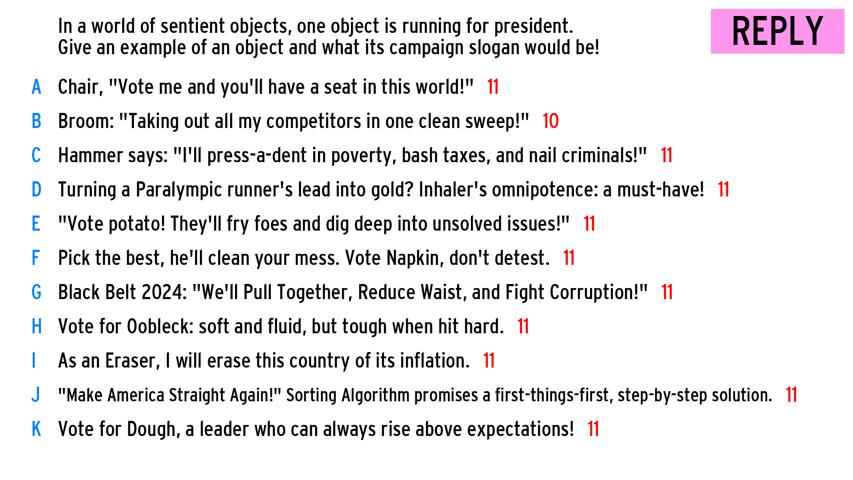 In a world of sentient objects, one object is running for president.
Give an example of an object and what its campaign slogan would be!
REPLY
A Chair, "Vote me and you'll have a seat in this world!" 11
B Broom: "Taking out all my competitors in one clean sweep!" 10
C Hammer says: "I'll press-a-dent in poverty, bash taxes, and nail criminals!" 11
D Turning a Paralympic runner's lead into gold? Inhaler's omnipotence: a must-have! 11
E "Vote potato! They'll fry foes and dig deep into unsolved issues!" 11
F Pick the best, he'll clean your mess. Vote Napkin, don't detest. 11
G Black Belt 2024: "We'll Pull Together, Reduce Waist, and Fight Corruption!" 11
H Vote for Oobleck: soft and fluid, but tough when hit hard. 11
I As an Eraser, I will erase this country of its inflation. 11
J "Make America Straight Again!" Sorting Algorithm promises a first-things-first, step-by-step solution. 11
K Vote for Dough, a leader who can always rise above expectations! 11